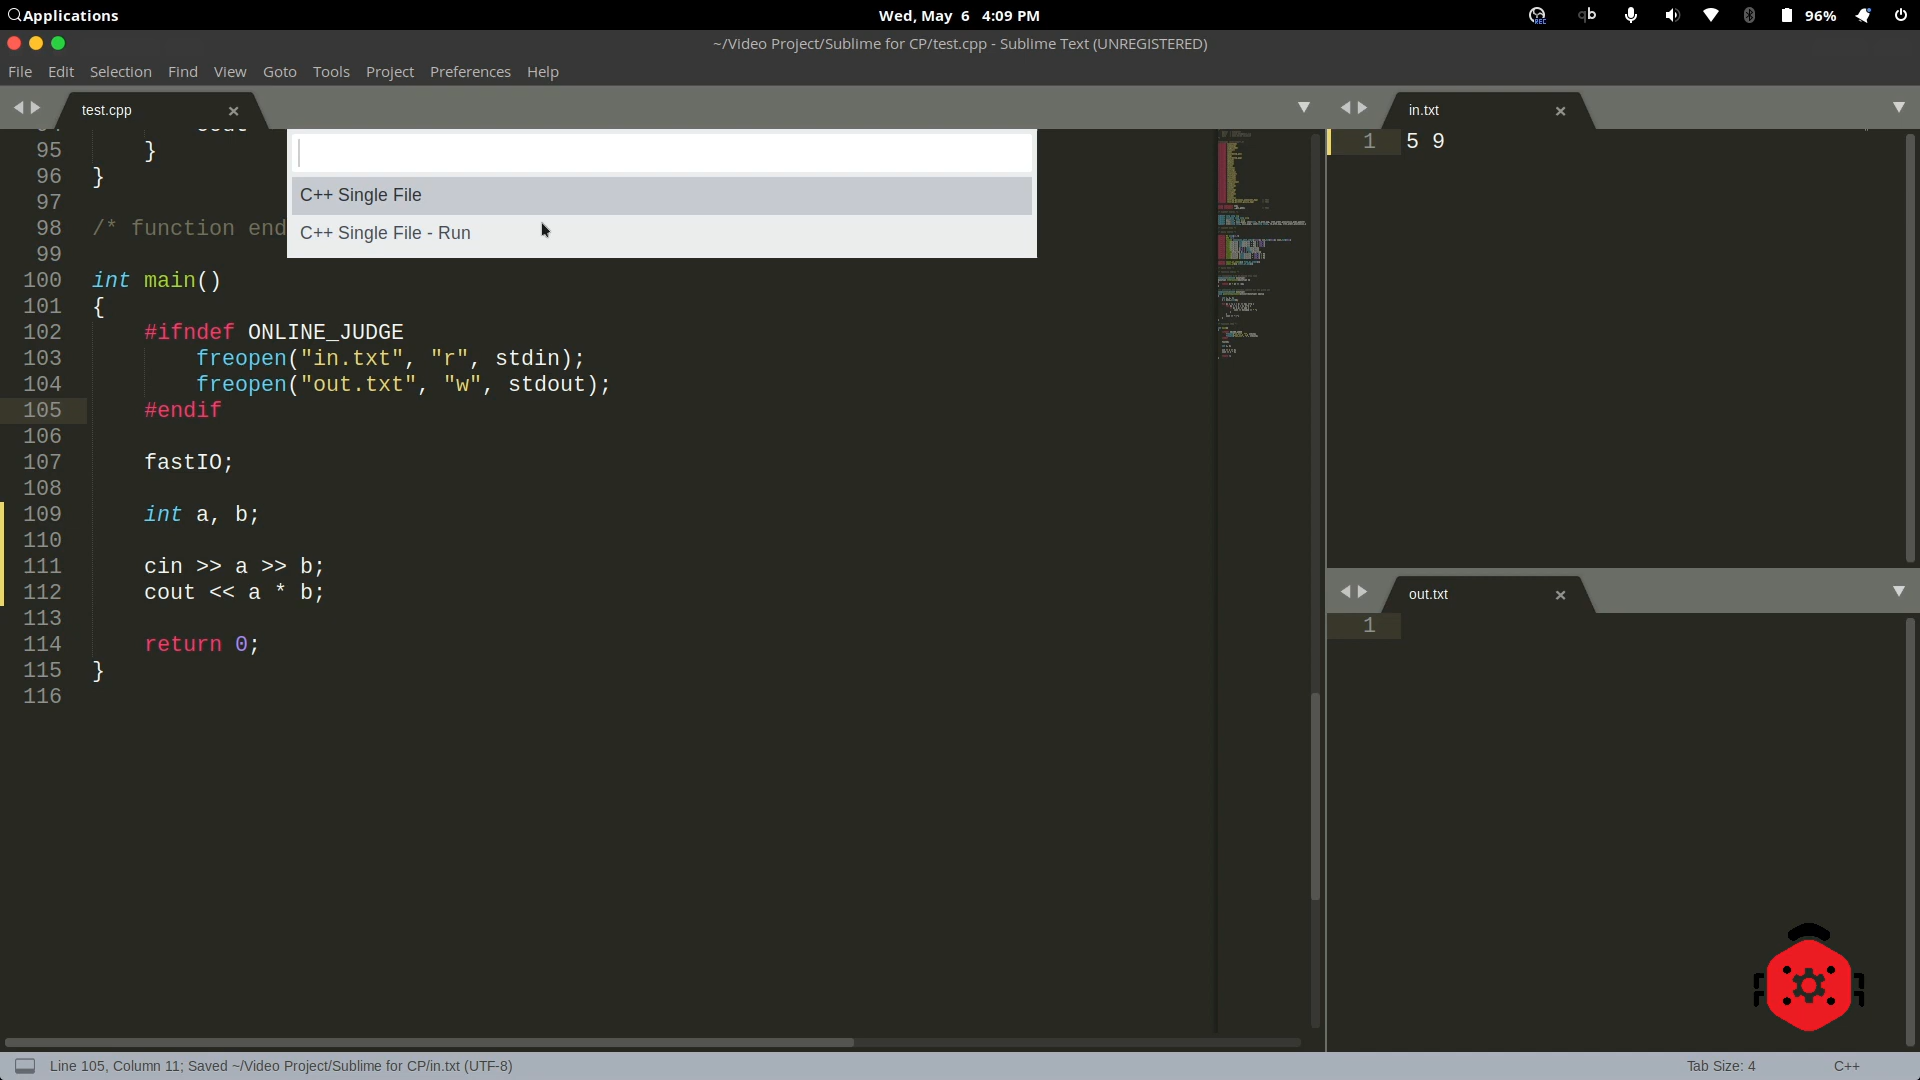 Applications
Wed, May 6 4:09 PM
REC
qb
96%
~/Video Project/Sublime for CP/test.cpp - Sublime Text (UNREGISTERED)
File Edit Selection Find View Goto Tools Project Preferences Help
test.cpp
95 }
96 }
97
98 /* function end
99
100 int main()
101 {
102 #ifndef ONLINE_JUDGE
103 freopen("in.txt", "r", stdin);
104 freopen("out.txt", "w", stdout);
105 #endif
106
107 fastIO;
108
109 int a, b;
110
111 cin >> a >> b;
112 cout << a * b;
113
114 return 0;
115 }
116
C++ Single File
C++ Single File - Run
in.txt
1 5 9
out.txt
1
Line 105, Column 11; Saved ~/Video Project/Sublime for CP/in.txt (UTF-8)
Tab Size: 4
C++